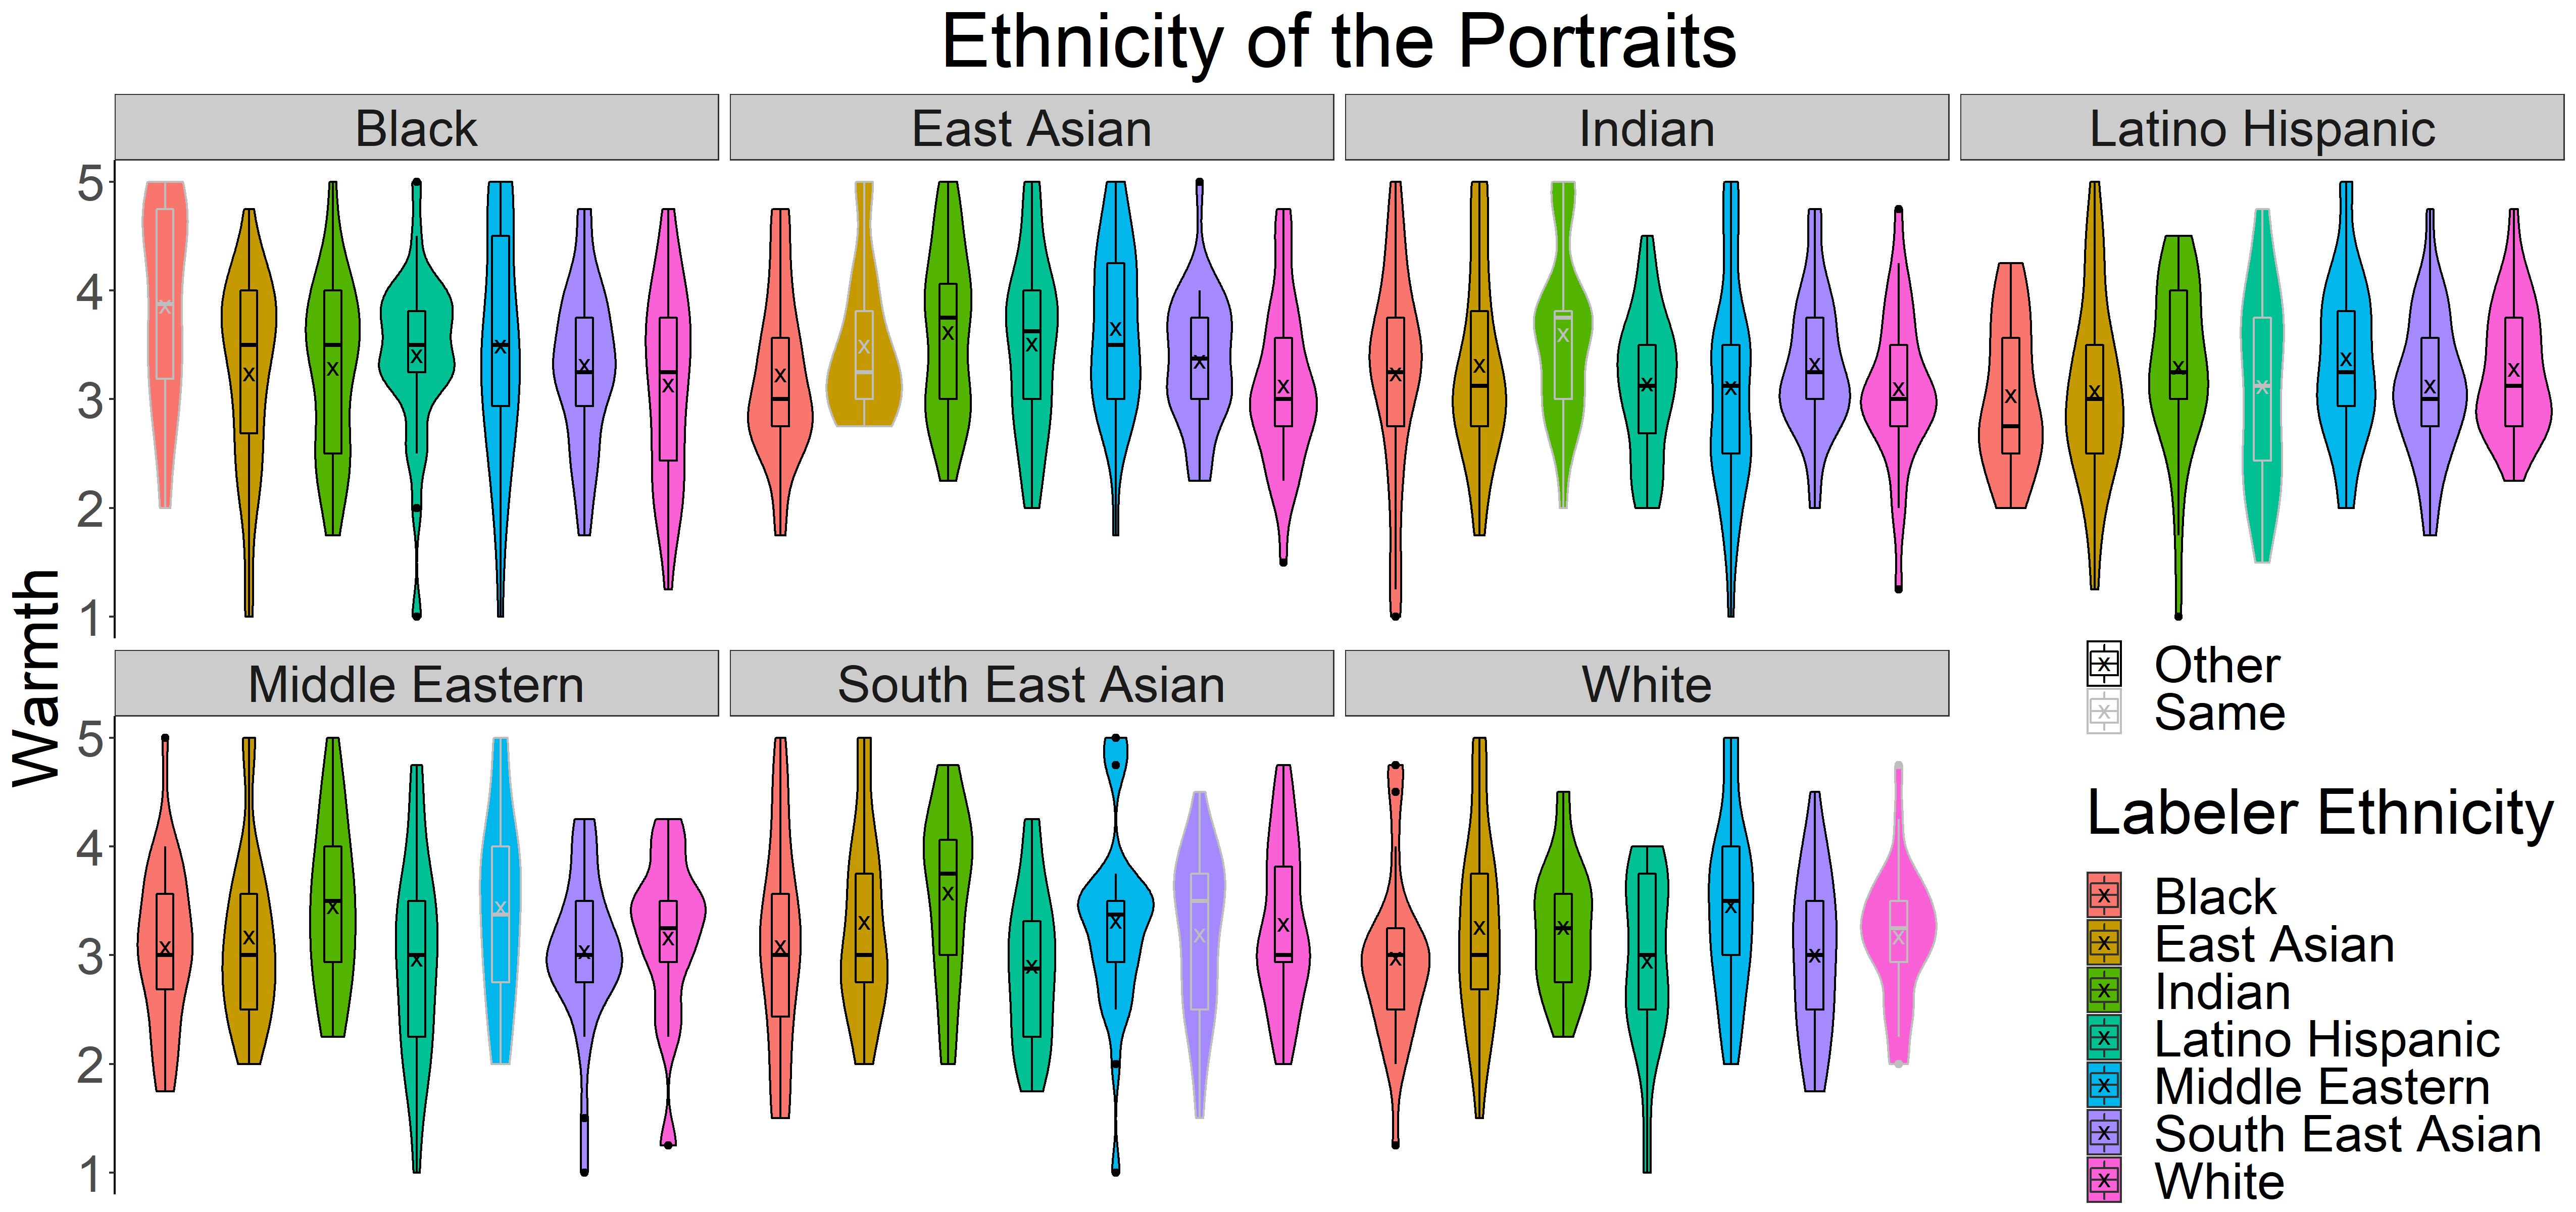 Ethnicity of the Portraits
Black
East Asian
Indian
Latino Hispanic
5
4
3
2
1
Warmth
Middle Eastern
South East Asian
White
5
4
3
2
1
Other
Same
Labeler Ethnicity
Black
East Asian
Indian
Latino Hispanic
Middle Eastern
South East Asian
White